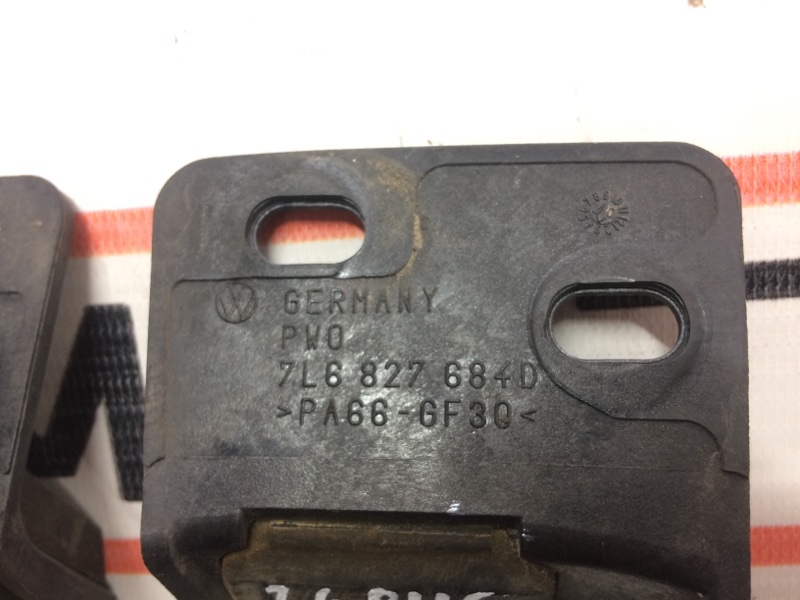 GERMANY
PWO
7L6 827 684D
>PA66-GF30<